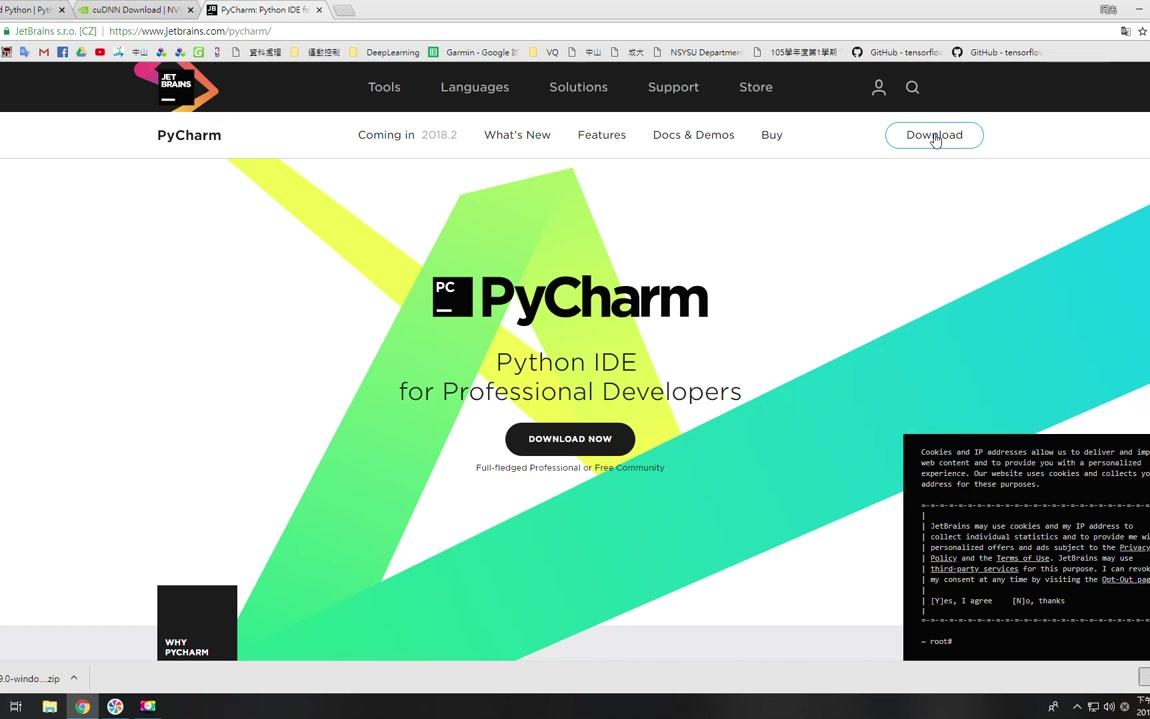 d Python | Pyt
cuDNN Download | NVI
PyCharm: Python IDE fo
JetBrains s.r.o. [CZ]
https://www.jetbrains.com/pycharm/
資料處理
運動控制
DeepLearning
Garmin - Google
VQ
中山
成大
NSYSU Departmen
105學年度第1學期
GitHub - tensorflow
GitHub - tensorflow
JET
BRAINS
Tools
Languages
Solutions
Support
Store
PyCharm
Coming in 2018.2
What's New
Features
Docs & Demos
Buy
Download
PC
PyCharm
Python IDE
for Professional Developers
DOWNLOAD NOW
Full-fledged Professional or Free Community
WHY
PYCHARM
Cookies and IP addresses allow us to deliver and imp
web content and to provide you with a personalized
experience. Our website uses cookies and collects yo
address for these purposes.
JetBrains may use cookies and my IP address to
collect individual statistics and to provide me wi
personalized offers and ads subject to the Privacy
Policy and the Terms of Use. JetBrains may use
third-party services for this purpose. I can revok
my consent at any time by visiting the Opt-Out pag
[Y]es, I agree [N]o, thanks
~ root#
9.0-windo....zip
下午
201